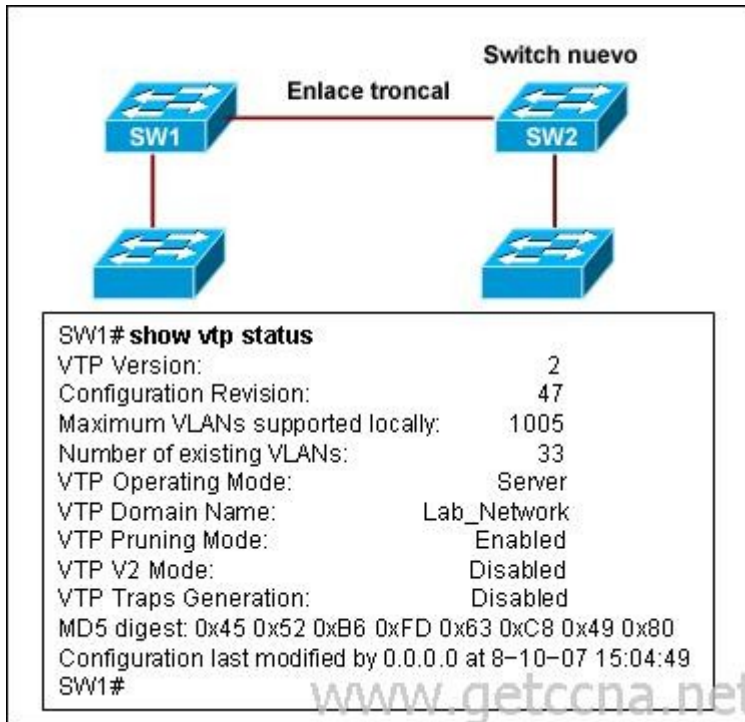 Switch nuevo
Enlace troncal
SW1
SW2
SW1# show vtp status
VTP Version: 2
Configuration Revision: 47
Maximum VLANs supported locally: 1005
Number of existing VLANs: 33
VTP Operating Mode: Server
VTP Domain Name: Lab_Network
VTP Pruning Mode: Enabled
VTP V2 Mode: Disabled
VTP Traps Generation: Disabled
MD5 digest: 0x45 0x52 0xB6 0xFD 0x63 0xC8 0x49 0x80
Configuration last modified by 0.0.0.0 at 8-10-07 15:04:49
SW1#
www.getccna.net